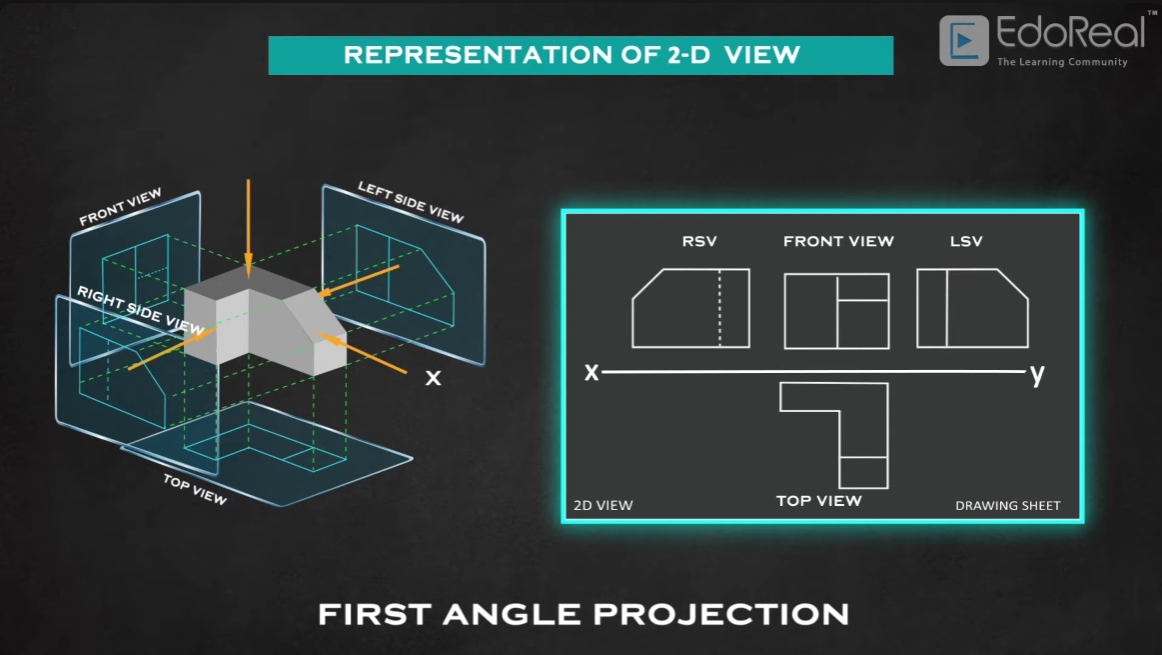 REPRESENTATION OF 2-D VIEW
EdoReal™
The Learning Community
FRONT VIEW
LEFT SIDE VIEW
RIGHT SIDE VIEW
X
TOP VIEW
RSV FRONT VIEW LSV
x y
TOP VIEW
2D VIEW DRAWING SHEET
FIRST ANGLE PROJECTION